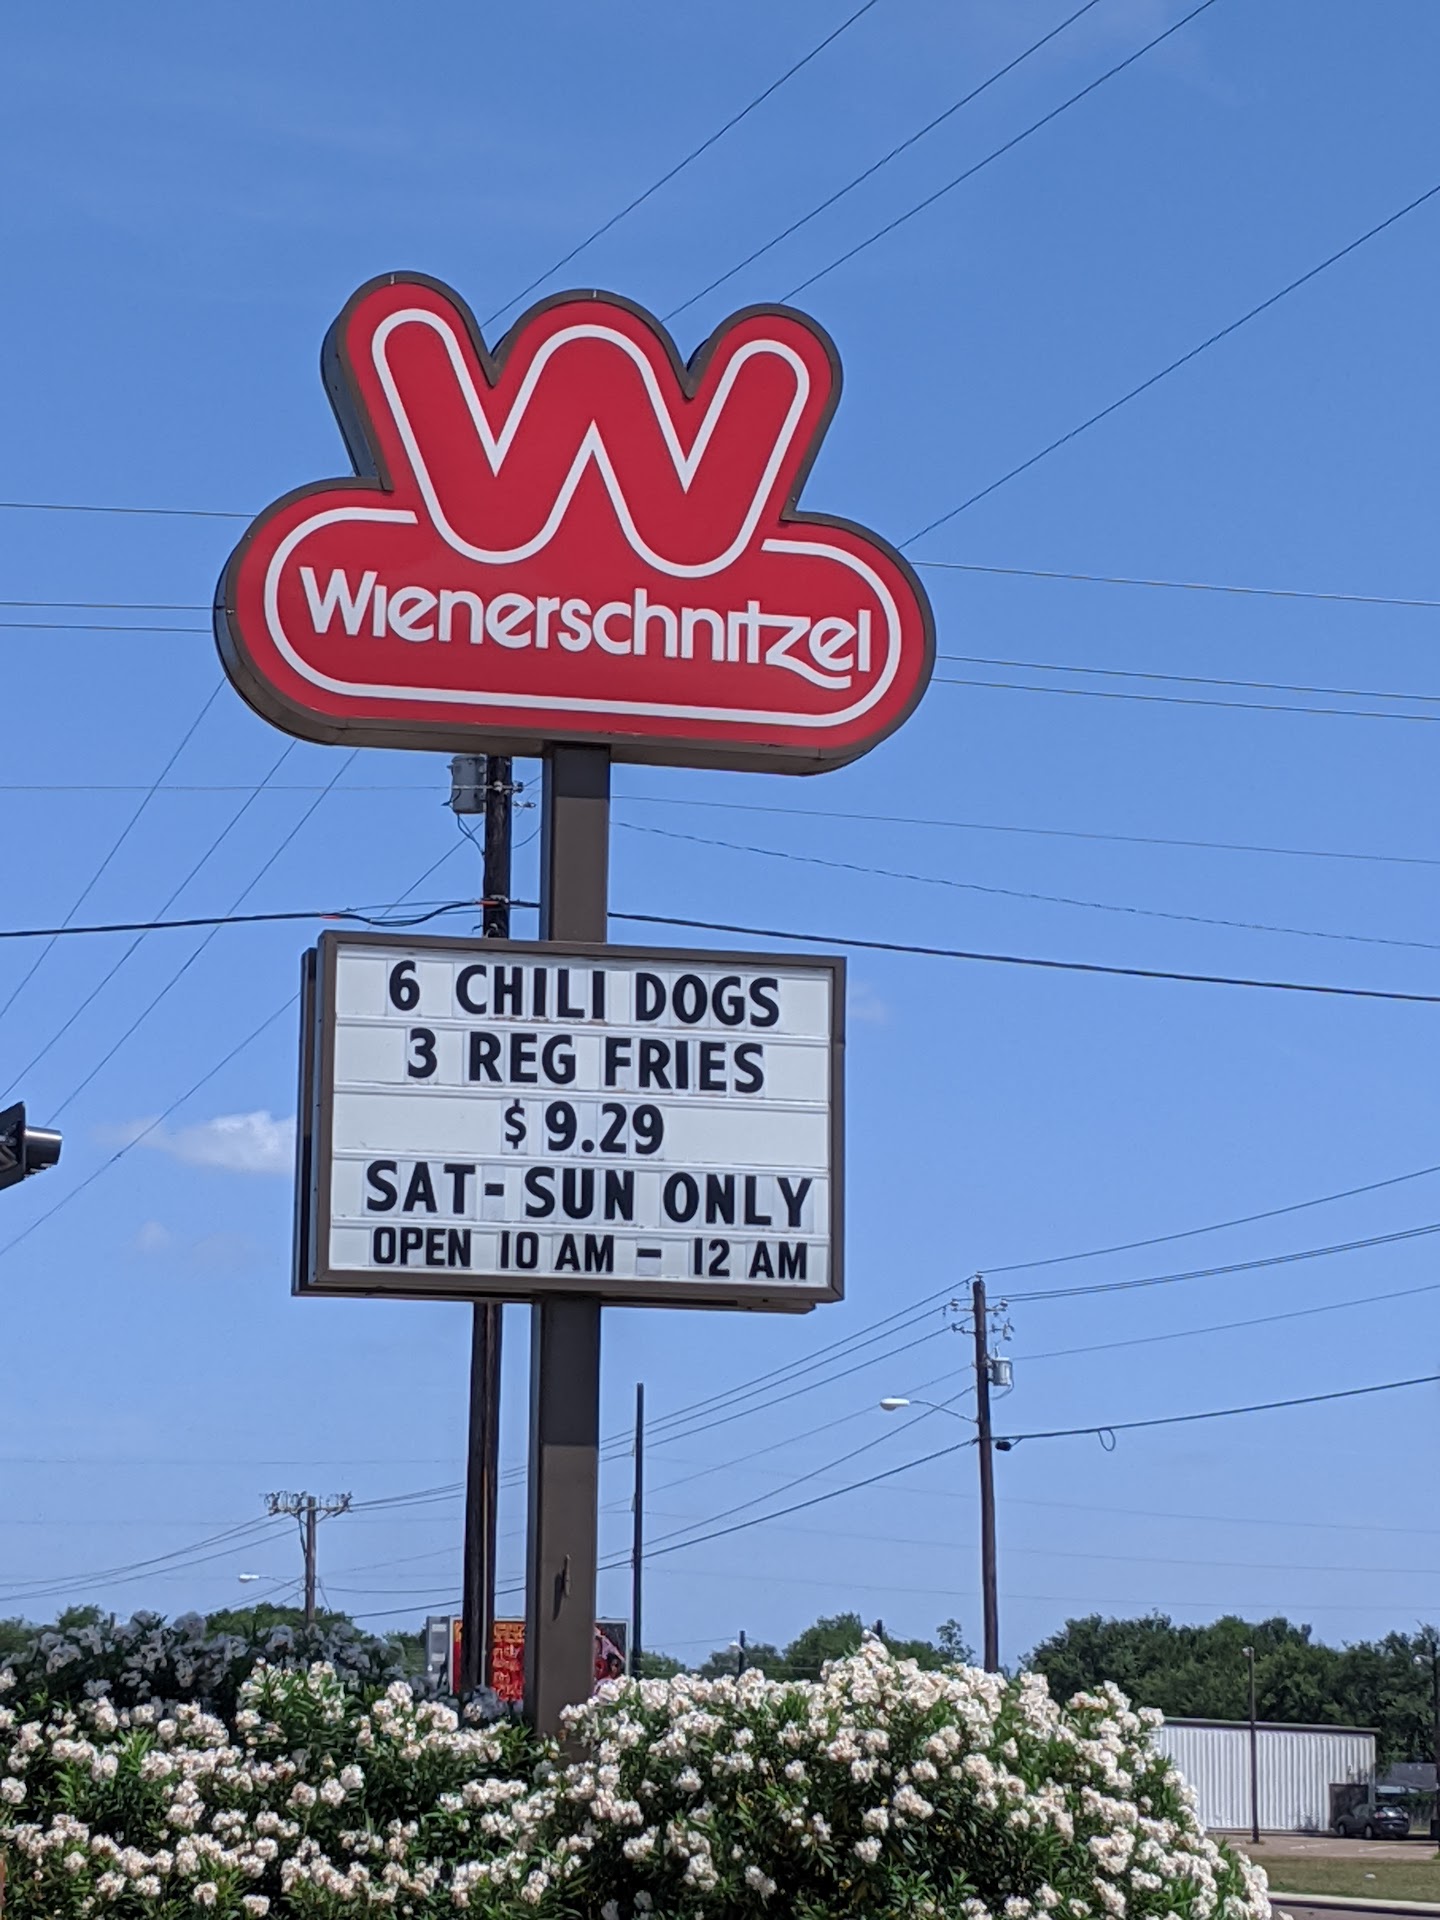 W
Wienerschnitzel
6 CHILI DOGS
3 REG FRIES
$9.29
SAT- SUN ONLY
OPEN 10 AM - 12 AM